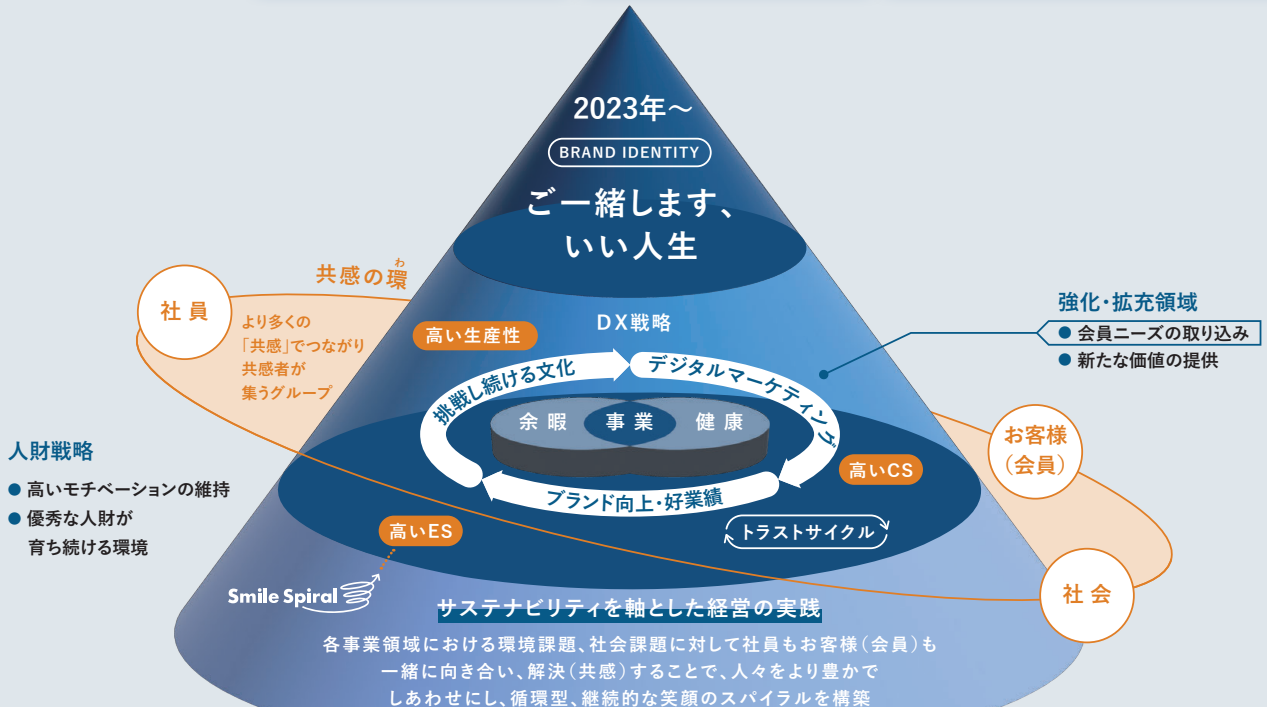 2023年～
BRAND IDENTITY
ご一緒します、
いい人生
共感の環
わ
社員
より多くの
「共感」でつながり
共感者が
集うグループ
高い生産性
DX戦略
強化・拡充領域
● 会員ニーズの取り込み
● 新たな価値の提供
挑戦し続ける文化
デジタルマーケティング
余暇
事業
健康
お客様
（会員）
人財戦略
● 高いモチベーションの維持
● 優秀な人財が
育ち続ける環境
高いCS
ブランド向上・好業績
高いES
トラストサイクル
Smile Spiral
社会
サステナビリティを軸とした経営の実践
各事業領域における環境課題、社会課題に対して社員もお客様（会員）も
一緒に向き合い、解決（共感）することで、人々をより豊かで
しあわせにし、循環型、継続的な笑顔のスパイラルを構築